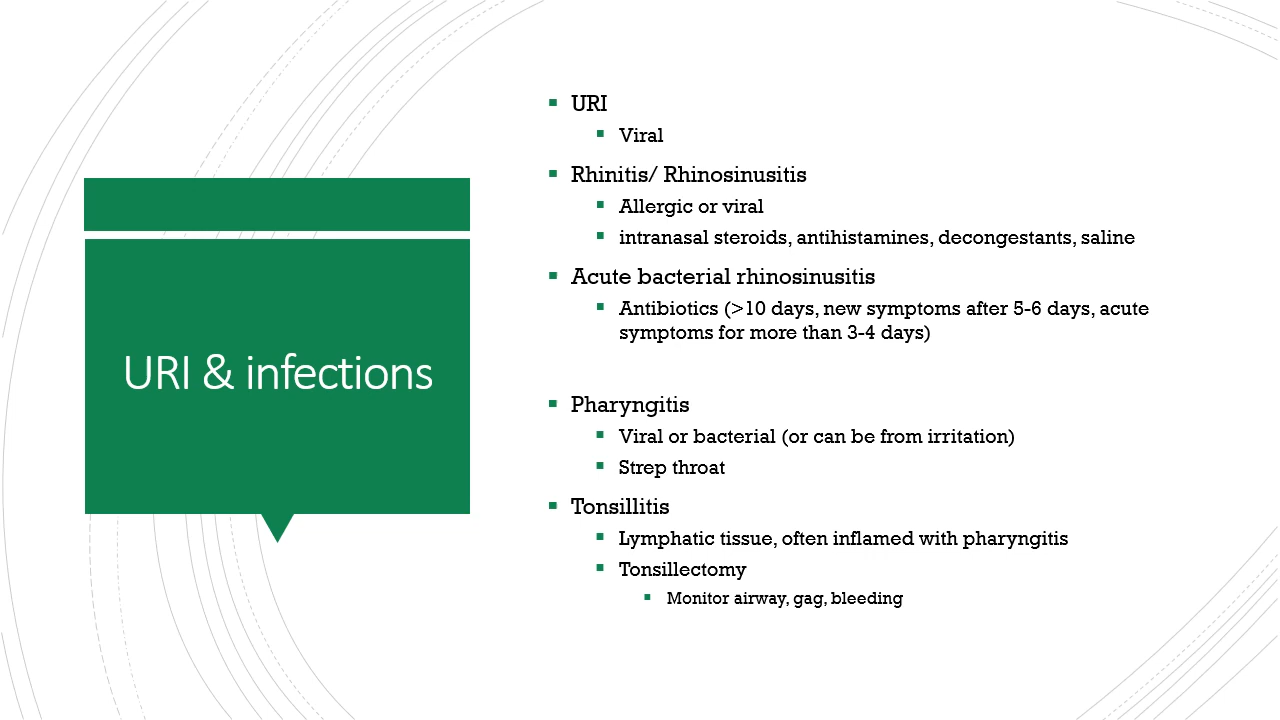 URI & infections
URI
Viral
Rhinitis/ Rhinosinusitis
Allergic or viral
intranasal steroids, antihistamines, decongestants, saline
Acute bacterial rhinosinusitis
Antibiotics (>10 days, new symptoms after 5-6 days, acute
symptoms for more than 3-4 days)
Pharyngitis
Viral or bacterial (or can be from irritation)
Strep throat
Tonsillitis
Lymphatic tissue, often inflamed with pharyngitis
Tonsillectomy
Monitor airway, gag, bleeding